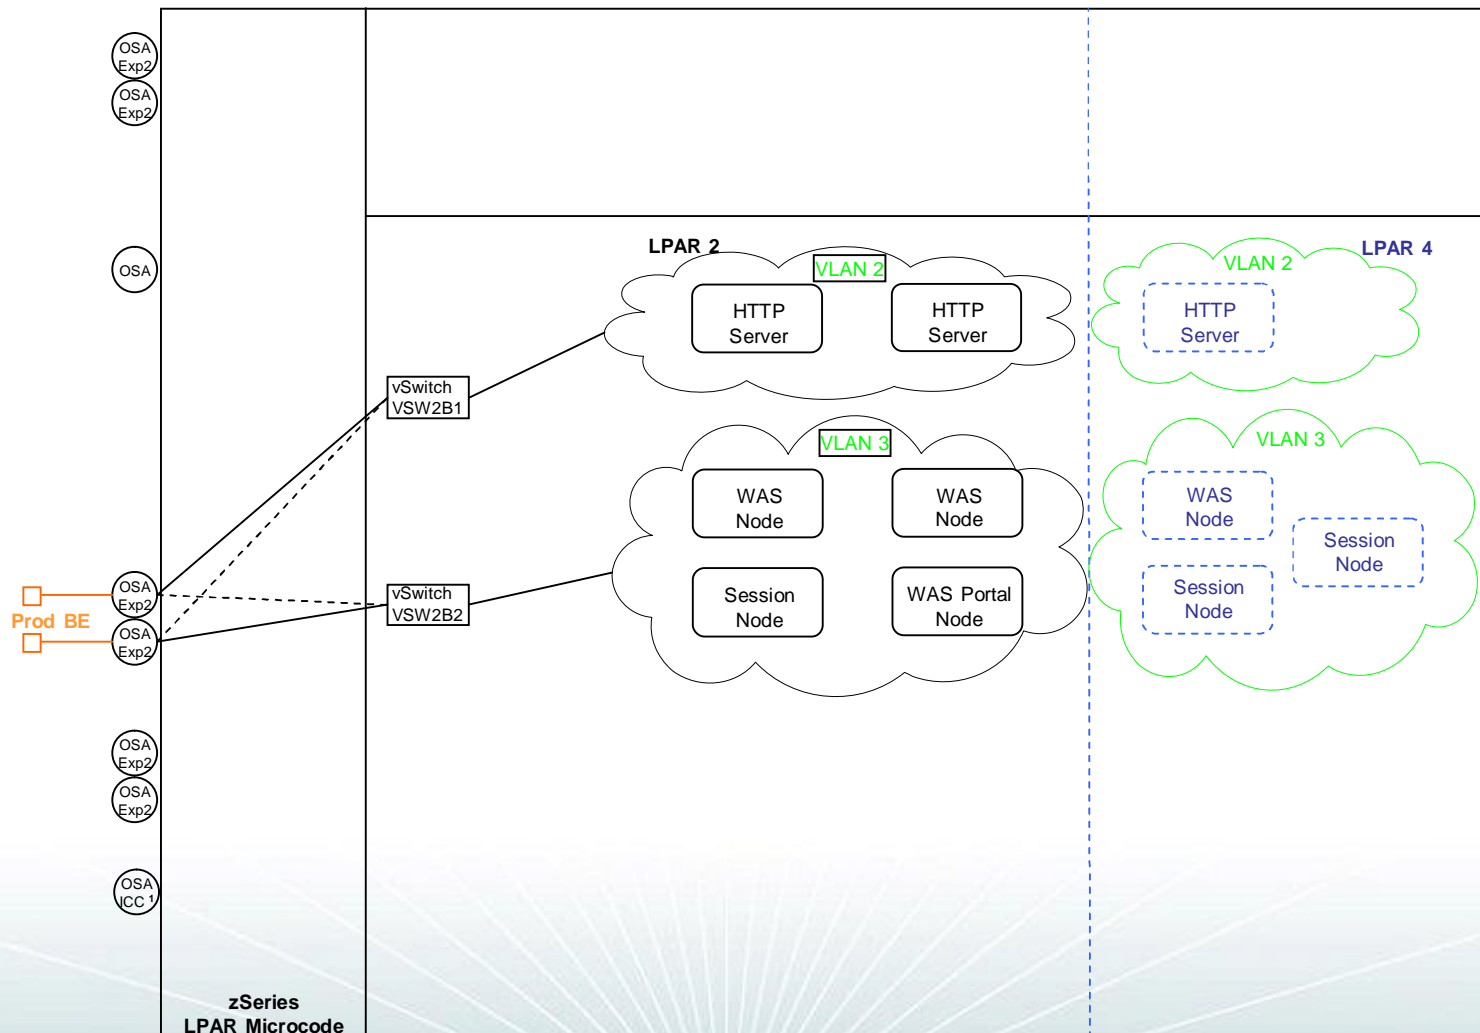 OSA
Exp2
OSA
Exp2
OSA
LPAR 2
VLAN 2
HTTP
Server
HTTP
Server
LPAR 4
VLAN 2
HTTP
Server
vSwitch
VSW2B1
VLAN 3
WAS
Node
WAS
Node
Session
Node
WAS Portal
Node
VLAN 3
WAS
Node
Session
Node
Session
Node
OSA
Exp2
Prod BE
OSA
Exp2
vSwitch
VSW2B2
OSA
Exp2
OSA
Exp2
OSA
ICC 1
zSeries
LPAR Microcode